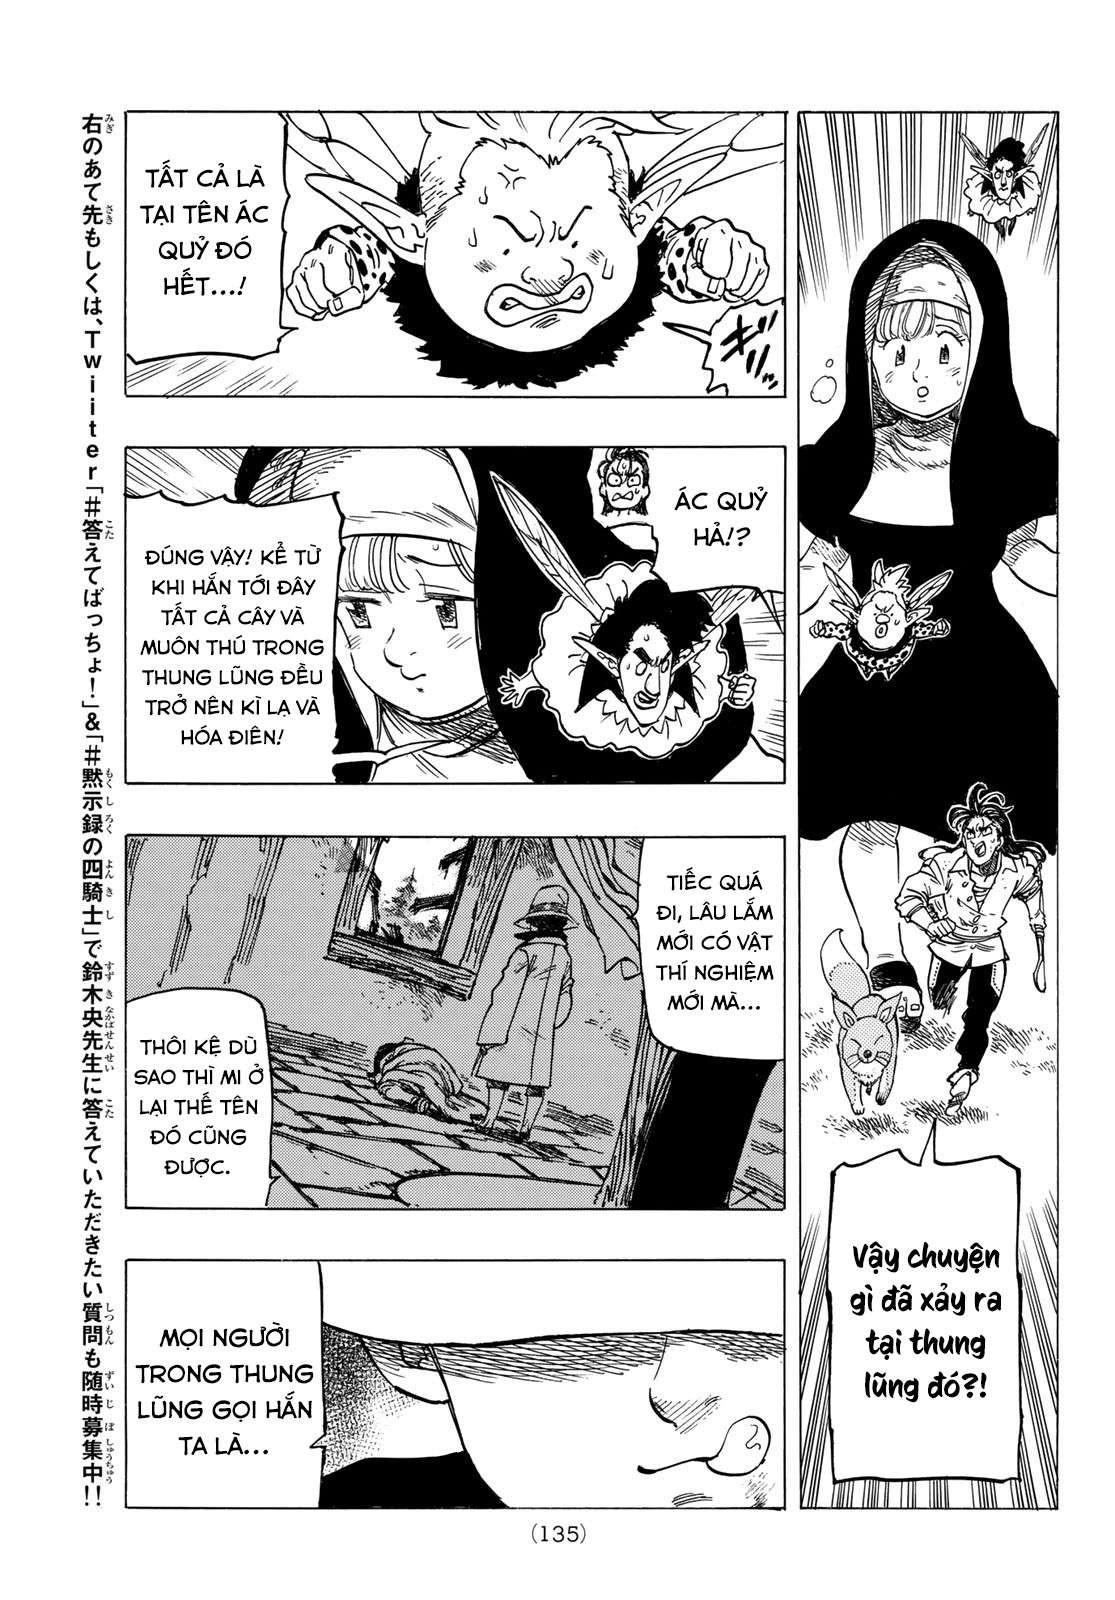 Vậy chuyện
gì đã xảy ra
tại thung
lũng đó?!
TẤT CẢ LÀ
TẠI TÊN ÁC
QUỶ ĐÓ
HẾT...!
ギギ
ÁC QUỶ
HẢ!?
ĐÚNG VẬY! KỂ TỪ
KHI HẮN TỚI ĐÂY
TẤT CẢ CÂY VÀ
MUÔN THÚ TRONG
THUNG LŨNG ĐỀU
TRỞ NÊN KÌ LẠ VÀ
HÓA ĐIÊN!
TIẾC QUÁ
ĐI, LÂU LẮM
MỚI CÓ VẬT
THÍ NGHIỆM
MỚI MÀ...
THÔI KỆ DÙ
SAO THÌ MI Ở
LẠI THẾ TÊN
ĐÓ CŨNG
ĐƯỢC.
MỌI NGƯỜI
TRONG THUNG
LŨNG GỌI HẮN
TA LÀ...
右のあて先もしくは、Twiiter「#答えてばっちょ！」&「#黙示録の四騎士」で鈴木央先生に答えていただきたい質問も随時募集中!!
(135)